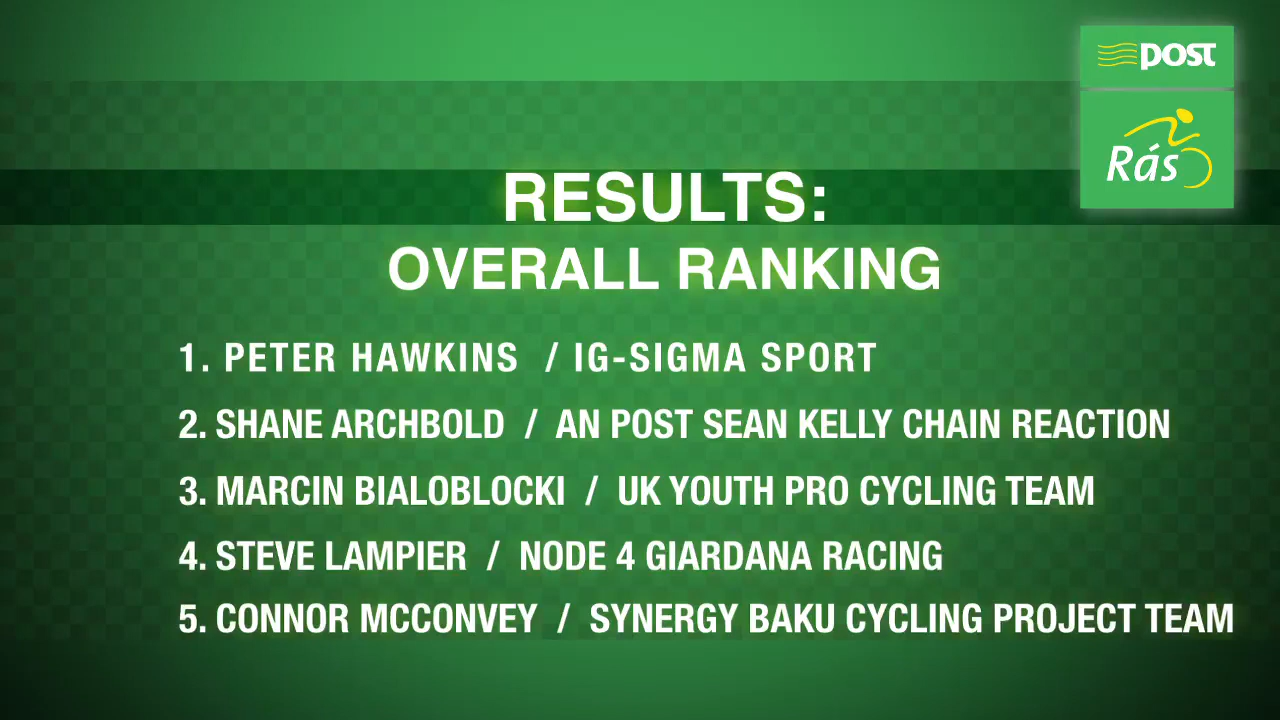 post
Rás
RESULTS:
OVERALL RANKING
1. PETER HAWKINS / IG-SIGMA SPORT
2. SHANE ARCHBOLD / AN POST SEAN KELLY CHAIN REACTION
3. MARCIN BIALOBLOCKI / UK YOUTH PRO CYCLING TEAM
4. STEVE LAMPIER / NODE 4 GIARDANA RACING
5. CONNOR MCCONVEY / SYNERGY BAKU CYCLING PROJECT TEAM